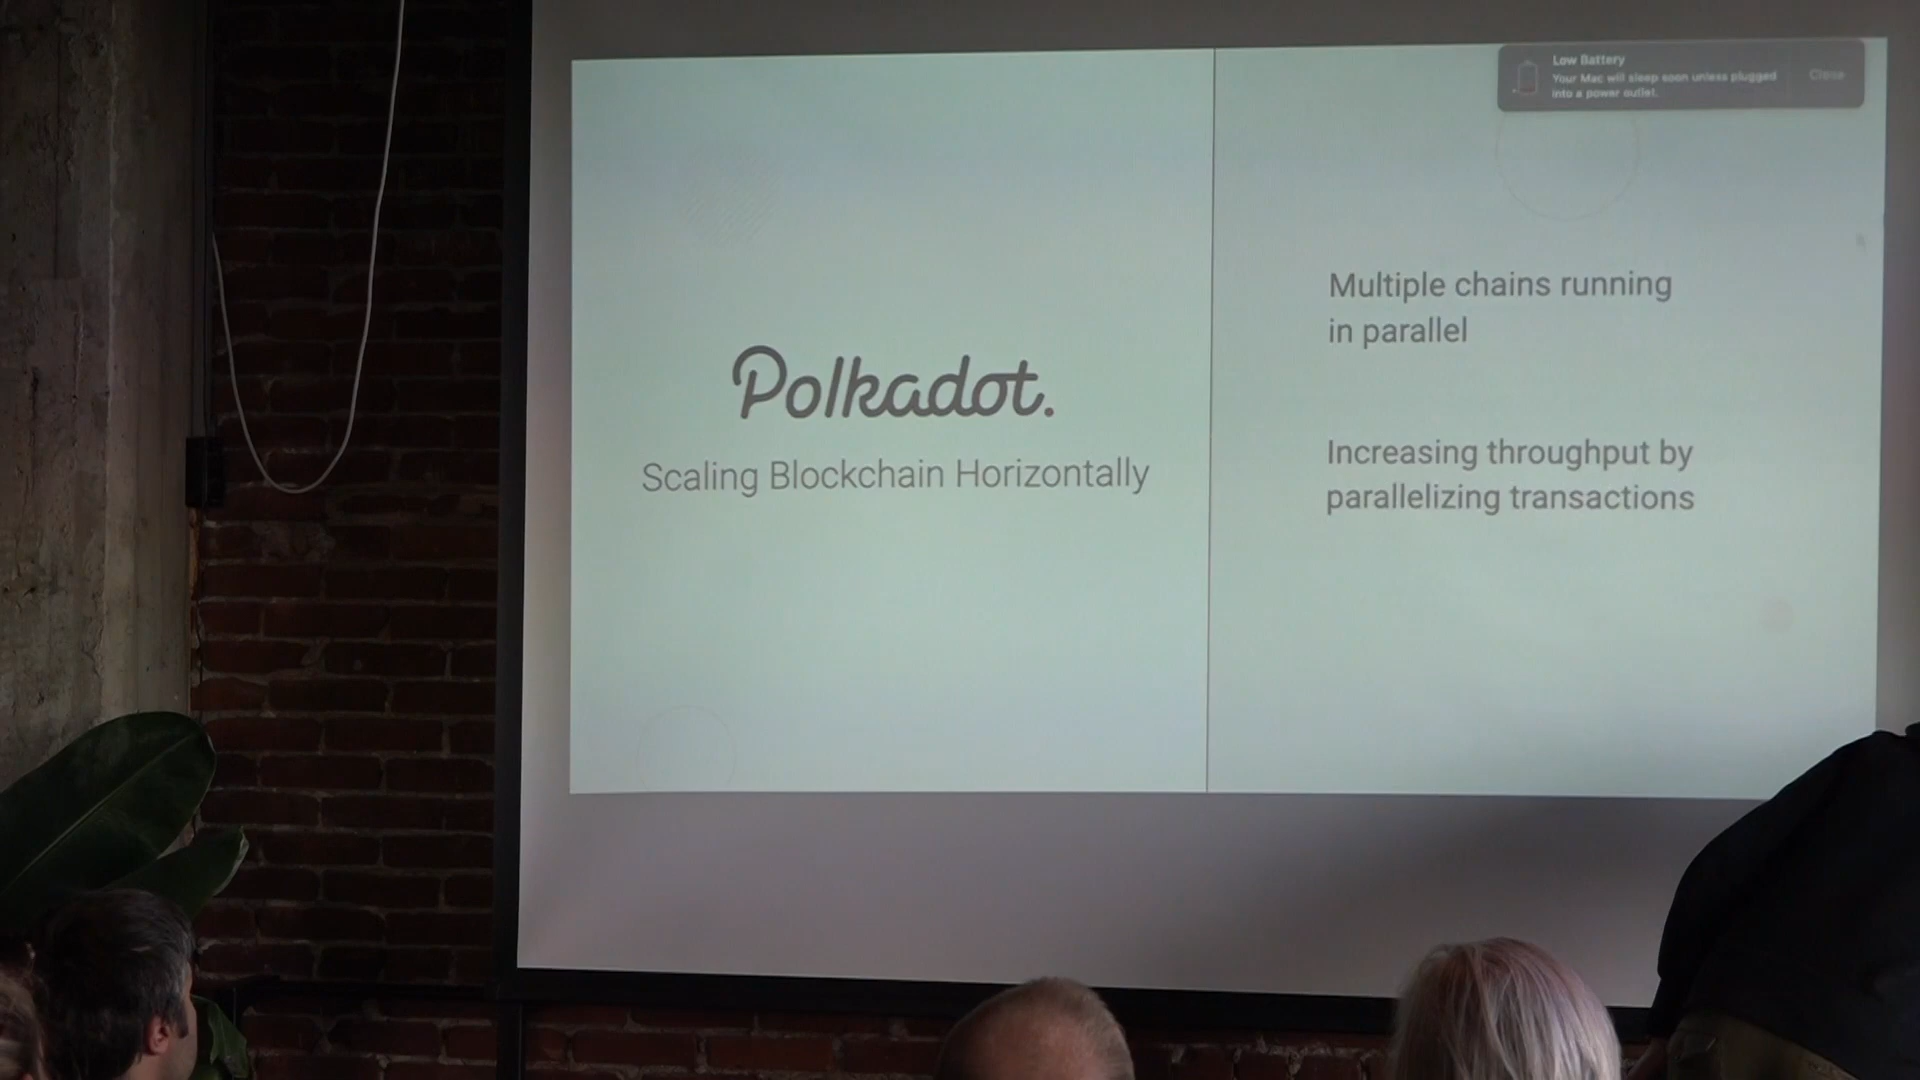 Low Battery
Your Mac will sleep soon unless plugged
into a power outlet.
Close
Polkadot.
Scaling Blockchain Horizontally
Multiple chains running
in parallel
Increasing throughput by
parallelizing transactions